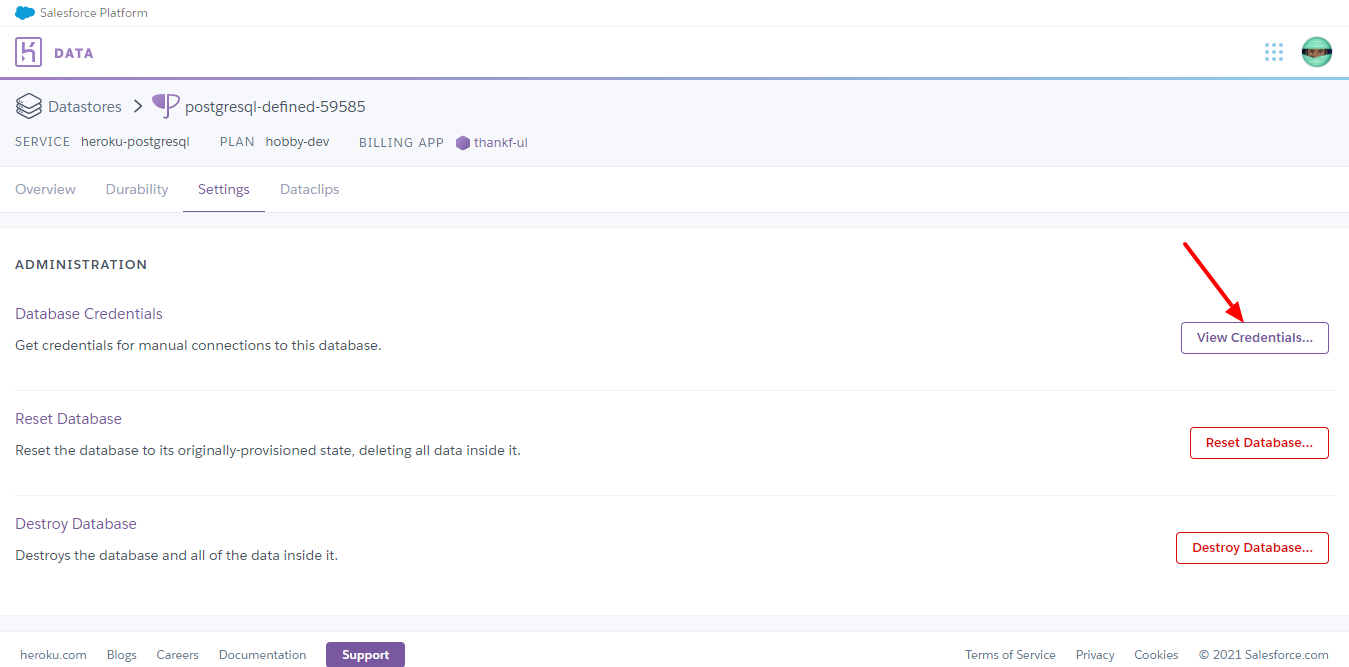 Salesforce Platform
DATA
Datastores postgresql-defined-59585
SERVICE heroku-postgresql PLAN hobby-dev BILLING APP thankf-ul
Overview Durability Settings Dataclips
ADMINISTRATION
Database Credentials
Get credentials for manual connections to this database.
View Credentials...
Reset Database
Reset the database to its originally-provisioned state, deleting all data inside it.
Reset Database...
Destroy Database
Destroys the database and all of the data inside it.
Destroy Database...
heroku.com Blogs Careers Documentation Support Terms of Service Privacy Cookies © 2021 Salesforce.com